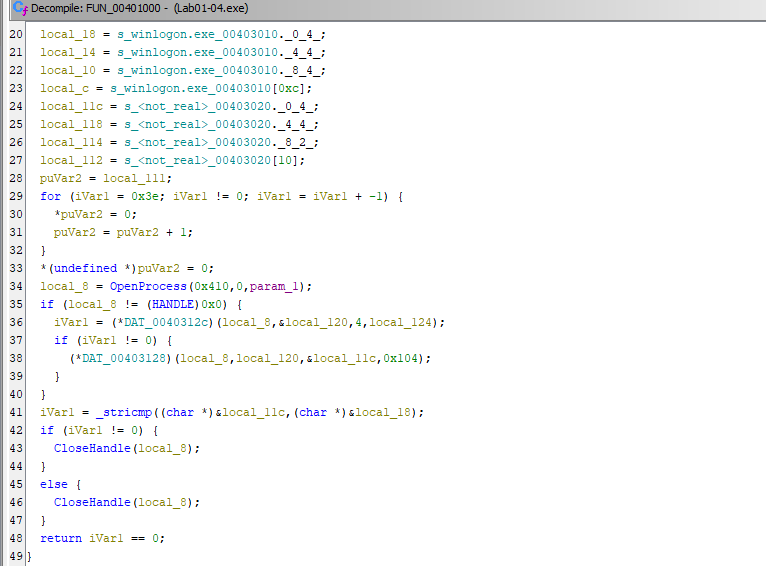 Decompile: FUN_00401000 - (Lab01-04.exe)
20 local_18 = s_winlogon.exe_00403010._0_4_;
21 local_14 = s_winlogon.exe_00403010._4_4_;
22 local_10 = s_winlogon.exe_00403010._8_4_;
23 local_c = s_winlogon.exe_00403010[0xc];
24 local_11c = s_<not_real>_00403020._0_4_;
25 local_118 = s_<not_real>_00403020._4_4_;
26 local_114 = s_<not_real>_00403020._8_2_;
27 local_112 = s_<not_real>_00403020[10];
28 puVar2 = local_111;
29 for (iVar1 = 0x3e; iVar1 != 0; iVar1 = iVar1 + -1) {
30 *puVar2 = 0;
31 puVar2 = puVar2 + 1;
32 }
33 *(undefined *)puVar2 = 0;
34 local_8 = OpenProcess(0x410,0,param_1);
35 if (local_8 != (HANDLE)0x0) {
36 iVar1 = (*DAT_0040312c)(local_8,&local_120,4,local_124);
37 if (iVar1 != 0) {
38 (*DAT_00403128)(local_8,local_120,&local_11c,0x104);
39 }
40 }
41 iVar1 = _stricmp((char *)&local_11c,(char *)&local_18);
42 if (iVar1 != 0) {
43 CloseHandle(local_8);
44 }
45 else {
46 CloseHandle(local_8);
47 }
48 return iVar1 == 0;
49 }